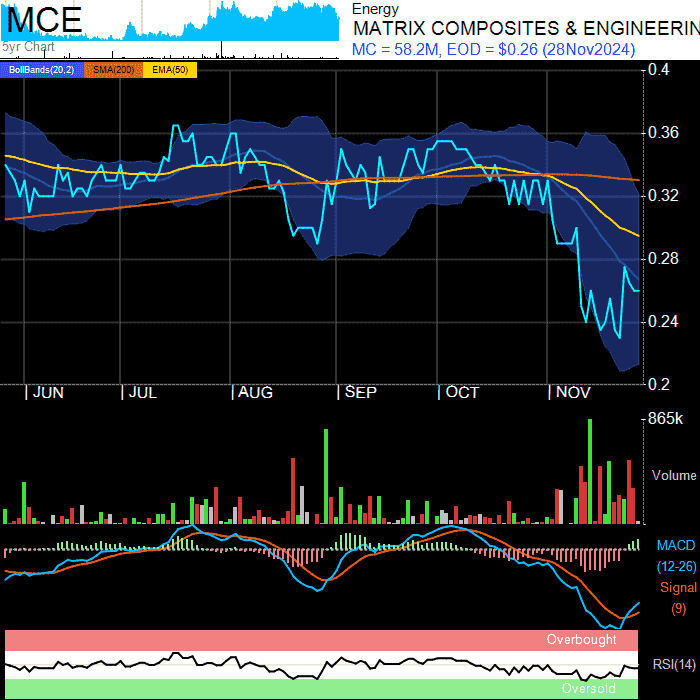 MCE
5yr Chart
Energy
MATRIX COMPOSITES & ENGINEERIN
MC = 58.2M, EOD = $0.26 (28Nov2024)
BollBands(20,2) SMA(200) EMA(50)
0.4
0.36
0.32
0.28
0.24
0.2
JUN JUL AUG SEP OCT NOV
865k
Volume
MACD
(12-26)
Signal
(9)
Overbought
RSI(14)
Oversold